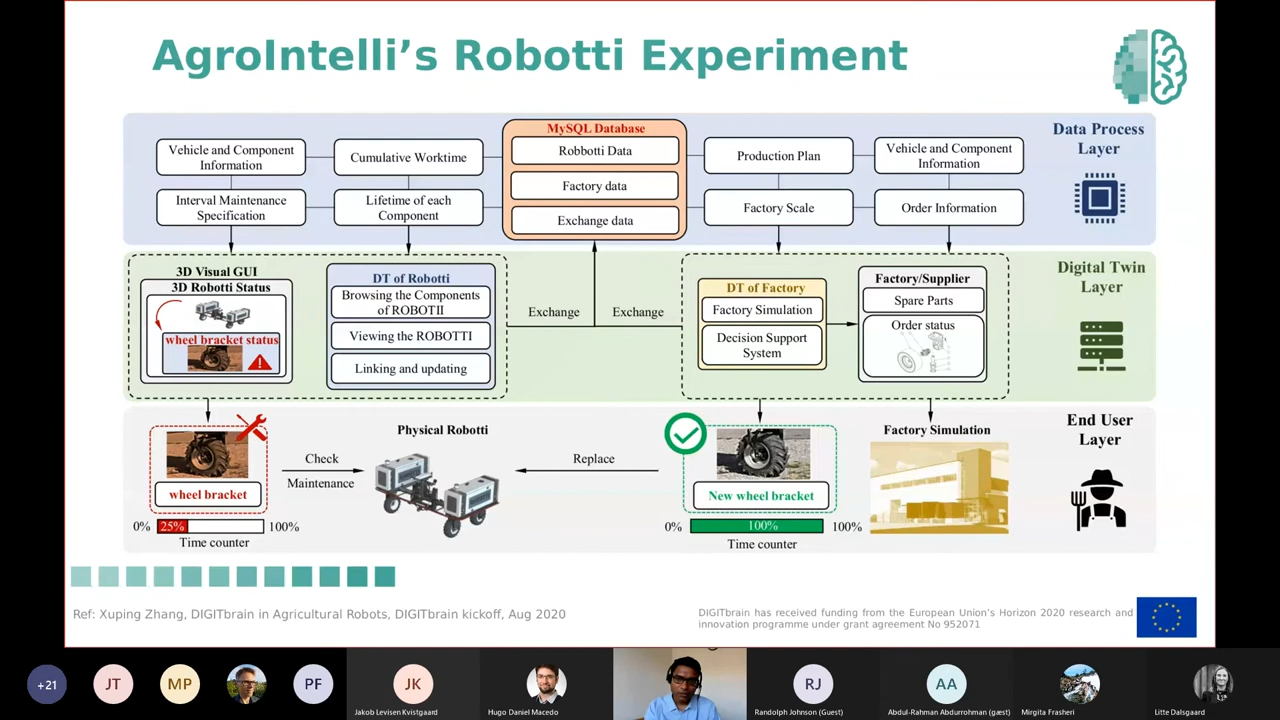 AgroIntelli's Robotti Experiment
Vehicle and Component
Information
Cumulative Worktime
MySQL Database
Robbotti Data
Factory data
Exchange data
Production Plan
Vehicle and Component
Information
Data Process
Layer
Interval Maintenance
Specification
Lifetime of each
Component
Factory Scale
Order Information
3D Visual GUI
3D Robotti Status
wheel bracket status
DT of Robotti
Browsing the Components
of ROBOTII
Viewing the ROBOTTI
Linking and updating
Exchange
Exchange
DT of Factory
Factory Simulation
Decision Support
System
Factory/Supplier
Spare Parts
Order status
Digital Twin
Layer
wheel bracket
0%
25%
100%
Time counter
Check
Maintenance
Physical Robotti
Replace
New wheel bracket
0%
100%
100%
Time counter
Factory Simulation
End User
Layer
Ref: Xuping Zhang, DIGITbrain in Agricultural Robots, DIGITbrain kickoff, Aug 2020
DIGITbrain has received funding from the European Union's Horizon 2020 research and
innovation programme under grant agreement No 952071
+21
JT
MP
PF
JK
Jakob Levisen Kvistgaard
Hugo Daniel Macedo
RJ
Randolph Johnson (Guest)
AA
Abdul-Rahman Abdurrohman (gæst)
Mirgita Frasheri
Litte Dalsgaard